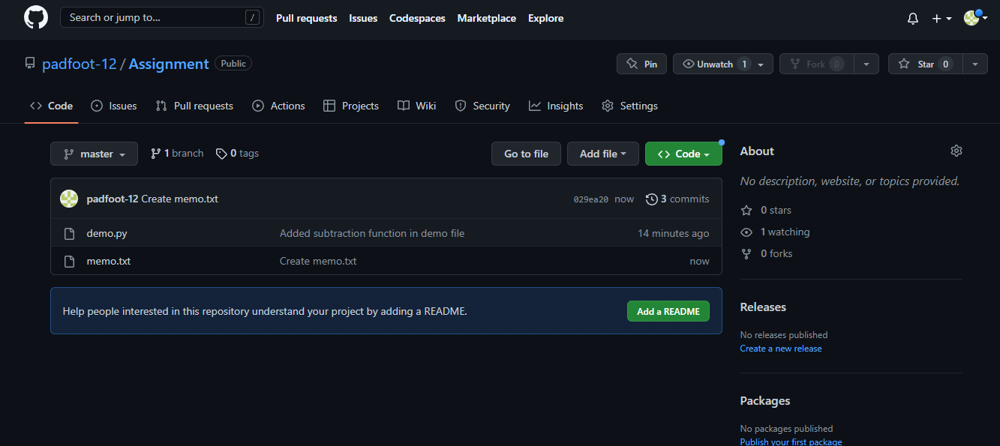 Search or jump to... / Pull requests Issues Codespaces Marketplace Explore
padfoot-12 / Assignment Public Pin Unwatch 1 Fork 0 Star 0
Code Issues Pull requests Actions Projects Wiki Security Insights Settings
master 1 branch 0 tags Go to file Add file Code
padfoot-12 Create memo.txt 029ea20 now 3 commits
demo.py Added subtraction function in demo file 14 minutes ago
memo.txt Create memo.txt now
Help people interested in this repository understand your project by adding a README. Add a README
About
No description, website, or topics provided.
0 stars
1 watching
0 forks
Releases
No releases published
Create a new release
Packages
No packages published
Publish your first package